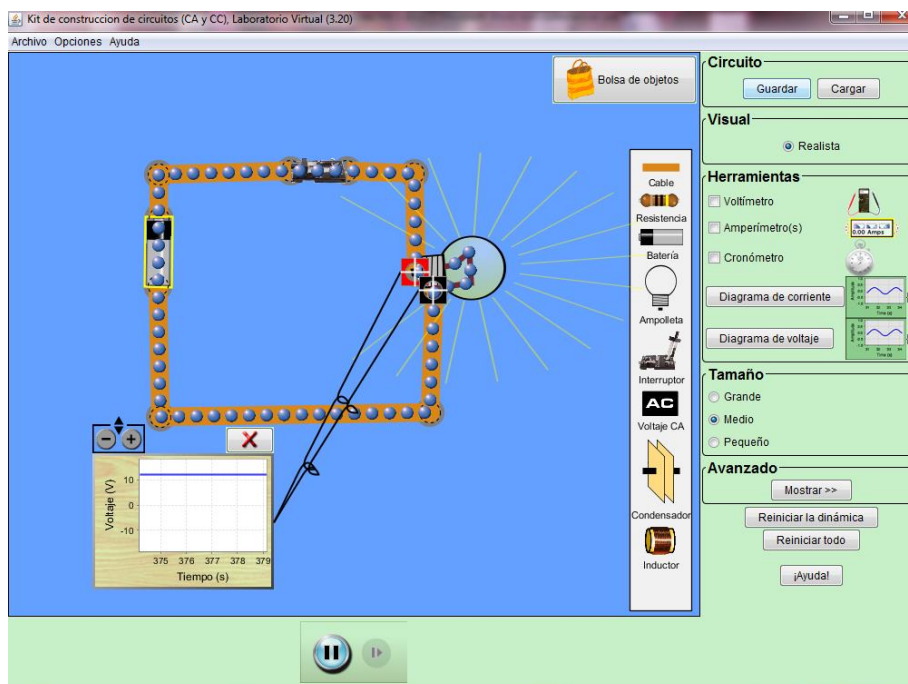 Kit de construccion de circuitos (CA y CC), Laboratorio Virtual (3.20)
Archivo Opciones Ayuda
Bolsa de objetos
Cable
Resistencia
Batería
Ampolleta
Interruptor
AC
Voltaje CA
Condensador
Inductor
Circuito
Guardar Cargar
Visual
Realista
Herramientas
Voltímetro
Amperímetro(s)
0.00 Amps
Cronómetro
Diagrama de corriente
Diagrama de voltaje
Tamaño
Grande
Medio
Pequeño
Avanzado
Mostrar >>
Reiniciar la dinámica
Reiniciar todo
¡Ayuda!
Voltaje (V)
10
0
-10
375 376 377 378 379
Tiempo (s)